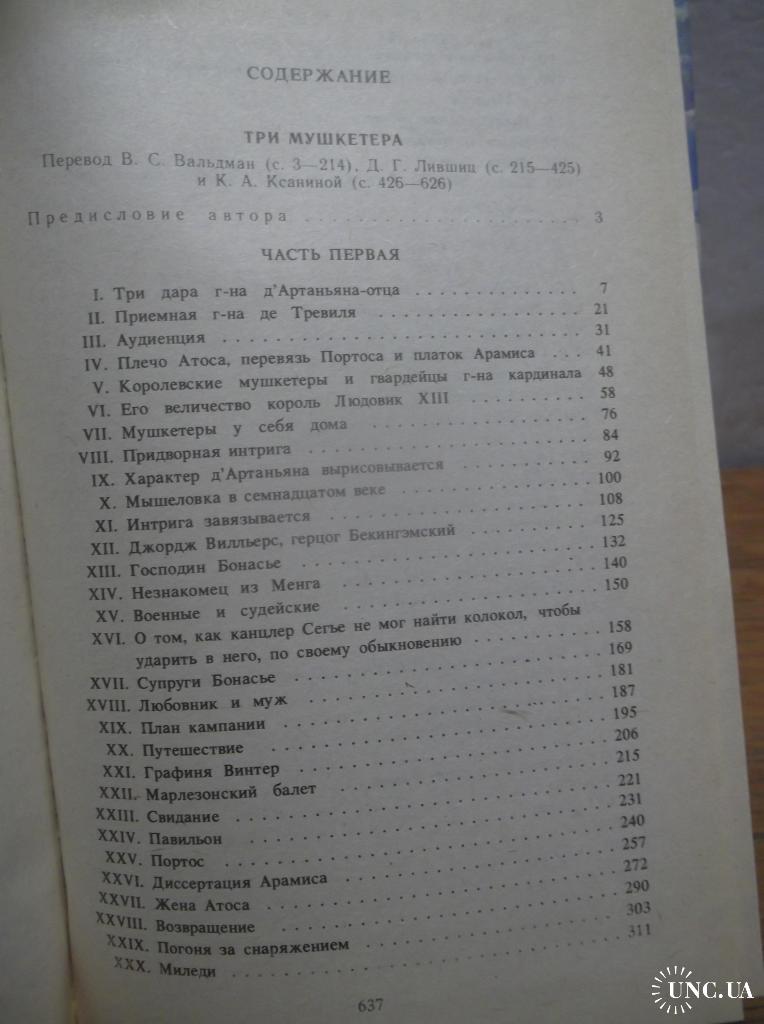 СОДЕРЖАНИЕ
ТРИ МУШКЕТЕРА
Перевод В. С. Вальдман (с. 3—214), Д. Г. Лившиц (с. 215—425)
и К. А. Ксаниной (с. 426—626)
Предисловие автора . . . . . . . . . . . . . . . . . . . . 3
ЧАСТЬ ПЕРВАЯ
I. Три дара г-на д'Артаньяна-отца . . . . . . . . . . . . . . 7
II. Приемная г-на де Тревиля . . . . . . . . . . . . . . . 21
III. Аудиенция . . . . . . . . . . . . . . . . . . . . . . . 31
IV. Плечо Атоса, перевязь Портоса и платок Арамиса . . . 41
V. Королевские мушкетеры и гвардейцы г-на кардинала 48
VI. Его величество король Людовик XIII . . . . . . . . . . 58
VII. Мушкетеры у себя дома . . . . . . . . . . . . . . . . 76
VIII. Придворная интрига . . . . . . . . . . . . . . . . . . 84
IX. Характер д'Артаньяна вырисовывается . . . . . . . . . 92
X. Мышеловка в семнадцатом веке . . . . . . . . . . . . . 100
XI. Интрига завязывается . . . . . . . . . . . . . . . . . 108
XII. Джордж Вилльерс, герцог Бекингэмский . . . . . . . . 125
XIII. Господин Бонасье . . . . . . . . . . . . . . . . . . . 132
XIV. Незнакомец из Менга . . . . . . . . . . . . . . . . . 140
XV. Военные и судейские . . . . . . . . . . . . . . . . . 150
XVI. О том, как канцлер Сегье не мог найти колокол, чтобы
ударить в него, по своему обыкновению . . . . . . . . . 158
XVII. Супруги Бонасье . . . . . . . . . . . . . . . . . . . 169
XVIII. Любовник и муж . . . . . . . . . . . . . . . . . . . 181
XIX. План кампании . . . . . . . . . . . . . . . . . . . . 187
XX. Путешествие . . . . . . . . . . . . . . . . . . . . . 195
XXI. Графиня Винтер . . . . . . . . . . . . . . . . . . . 206
XXII. Марлезонский балет . . . . . . . . . . . . . . . . . 215
XXIII. Свидание . . . . . . . . . . . . . . . . . . . . . . 221
XXIV. Павильон . . . . . . . . . . . . . . . . . . . . . . 231
XXV. Портос . . . . . . . . . . . . . . . . . . . . . . . 240
XXVI. Диссертация Арамиса . . . . . . . . . . . . . . . . 257
XXVII. Жена Атоса . . . . . . . . . . . . . . . . . . . . 272
XXVIII. Возвращение . . . . . . . . . . . . . . . . . . . 290
XXIX. Погоня за снаряжением . . . . . . . . . . . . . . . 303
XXX. Миледи . . . . . . . . . . . . . . . . . . . . . . . 311
637
UNC.UA